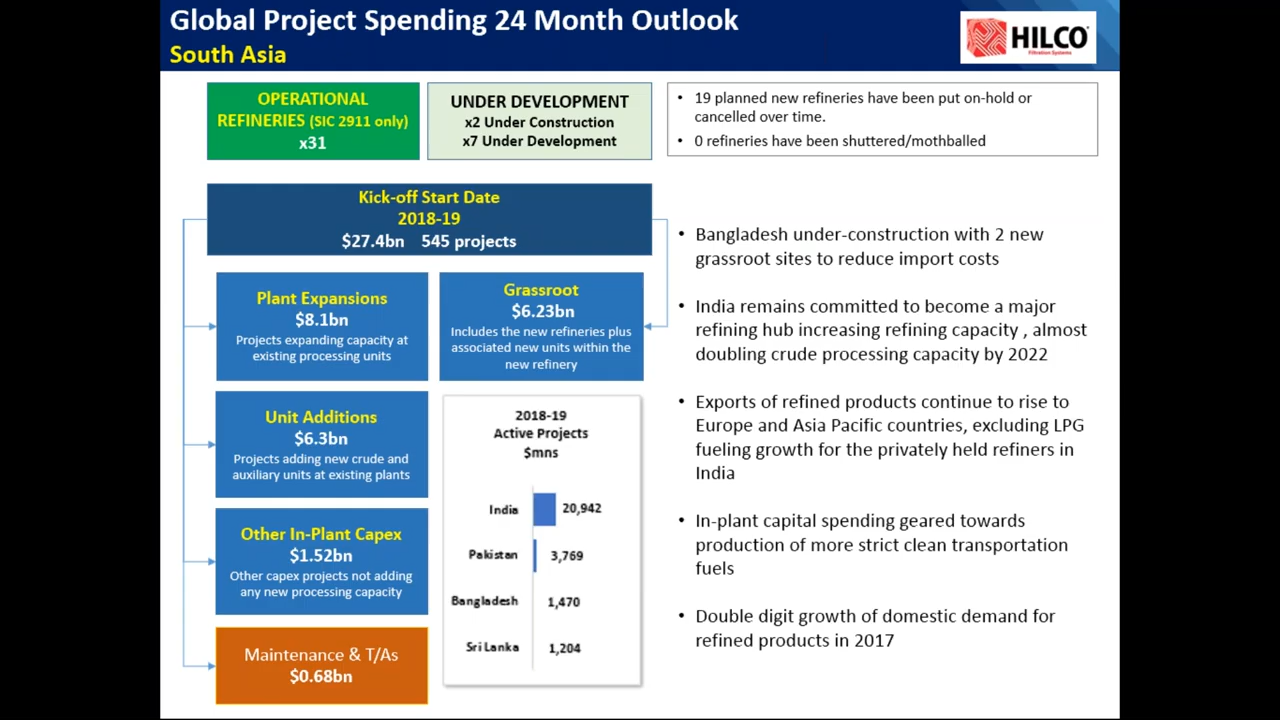 Global Project Spending 24 Month Outlook
South Asia
HILCO
Filtration Systems
OPERATIONAL
REFINERIES (SIC 2911 only)
x31
UNDER DEVELOPMENT
x2 Under Construction
x7 Under Development
• 19 planned new refineries have been put on-hold or
cancelled over time.
• 0 refineries have been shuttered/mothballed
Kick-off Start Date
2018-19
$27.4bn 545 projects
Plant Expansions
$8.1bn
Projects expanding capacity at
existing processing units
Grassroot
$6.23bn
Includes the new refineries plus
associated new units within the
new refinery
Unit Additions
$6.3bn
Projects adding new crude and
auxiliary units at existing plants
Other In-Plant Capex
$1.52bn
Other capex projects not adding
any new processing capacity
Maintenance & T/As
$0.68bn
2018-19
Active Projects
$mns
India 20,942
Pakistan 3,769
Bangladesh 1,470
Sri Lanka 1,204
• Bangladesh under-construction with 2 new
grassroot sites to reduce import costs
• India remains committed to become a major
refining hub increasing refining capacity , almost
doubling crude processing capacity by 2022
• Exports of refined products continue to rise to
Europe and Asia Pacific countries, excluding LPG
fueling growth for the privately held refiners in
India
• In-plant capital spending geared towards
production of more strict clean transportation
fuels
• Double digit growth of domestic demand for
refined products in 2017